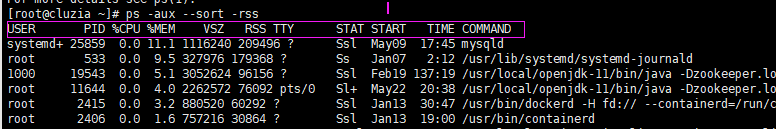 For more details see ps(1).
[root@cluzia ~]# ps -aux --sort -rss
USER PID %CPU %MEM VSZ RSS TTY STAT START TIME COMMAND
systemd+ 25859 0.0 11.1 1116240 209496 ? Ssl May09 17:45 mysqld
root 533 0.0 9.5 327976 179368 ? Ss Jan07 2:12 /usr/lib/systemd/systemd-journald
1000 19543 0.0 5.1 3052624 96156 ? Ssl Feb19 137:19 /usr/local/openjdk-11/bin/java -Dzookeeper.lo
root 11644 0.0 4.0 2262572 76092 pts/0 Sl+ May22 20:38 /usr/local/openjdk-11/bin/java -Dzookeeper.lo
root 2415 0.0 3.2 880520 60292 ? Ssl Jan13 30:47 /usr/bin/dockerd -H fd:// --containerd=/run/c
root 2406 0.0 1.6 757216 30864 ? Ssl Jan13 19:00 /usr/bin/containerd